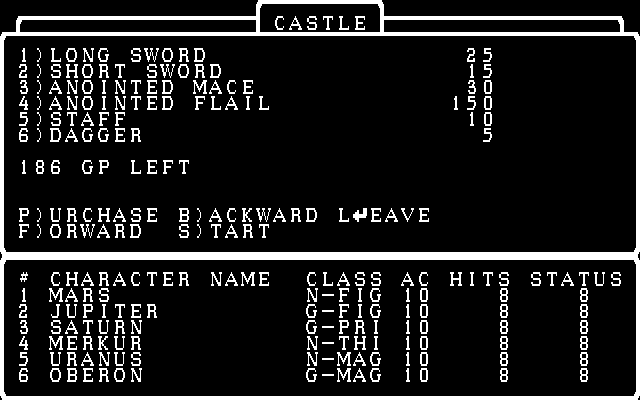 CASTLE
1)LONG SWORD 25
2)SHORT SWORD 15
3)ANOINTED MACE 30
4)ANOINTED FLAIL 150
5)STAFF 10
6)DAGGER 5
186 GP LEFT
P)URCHASE B)ACKWARD L↵EAVE
F)ORWARD S)TART
# CHARACTER NAME CLASS AC HITS STATUS
1 MARS N-FIG 10 8 8
2 JUPITER G-FIG 10 8 8
3 SATURN G-PRI 10 8 8
4 MERKUR N-THI 10 8 8
5 URANUS N-MAG 10 8 8
6 OBERON G-MAG 10 8 8